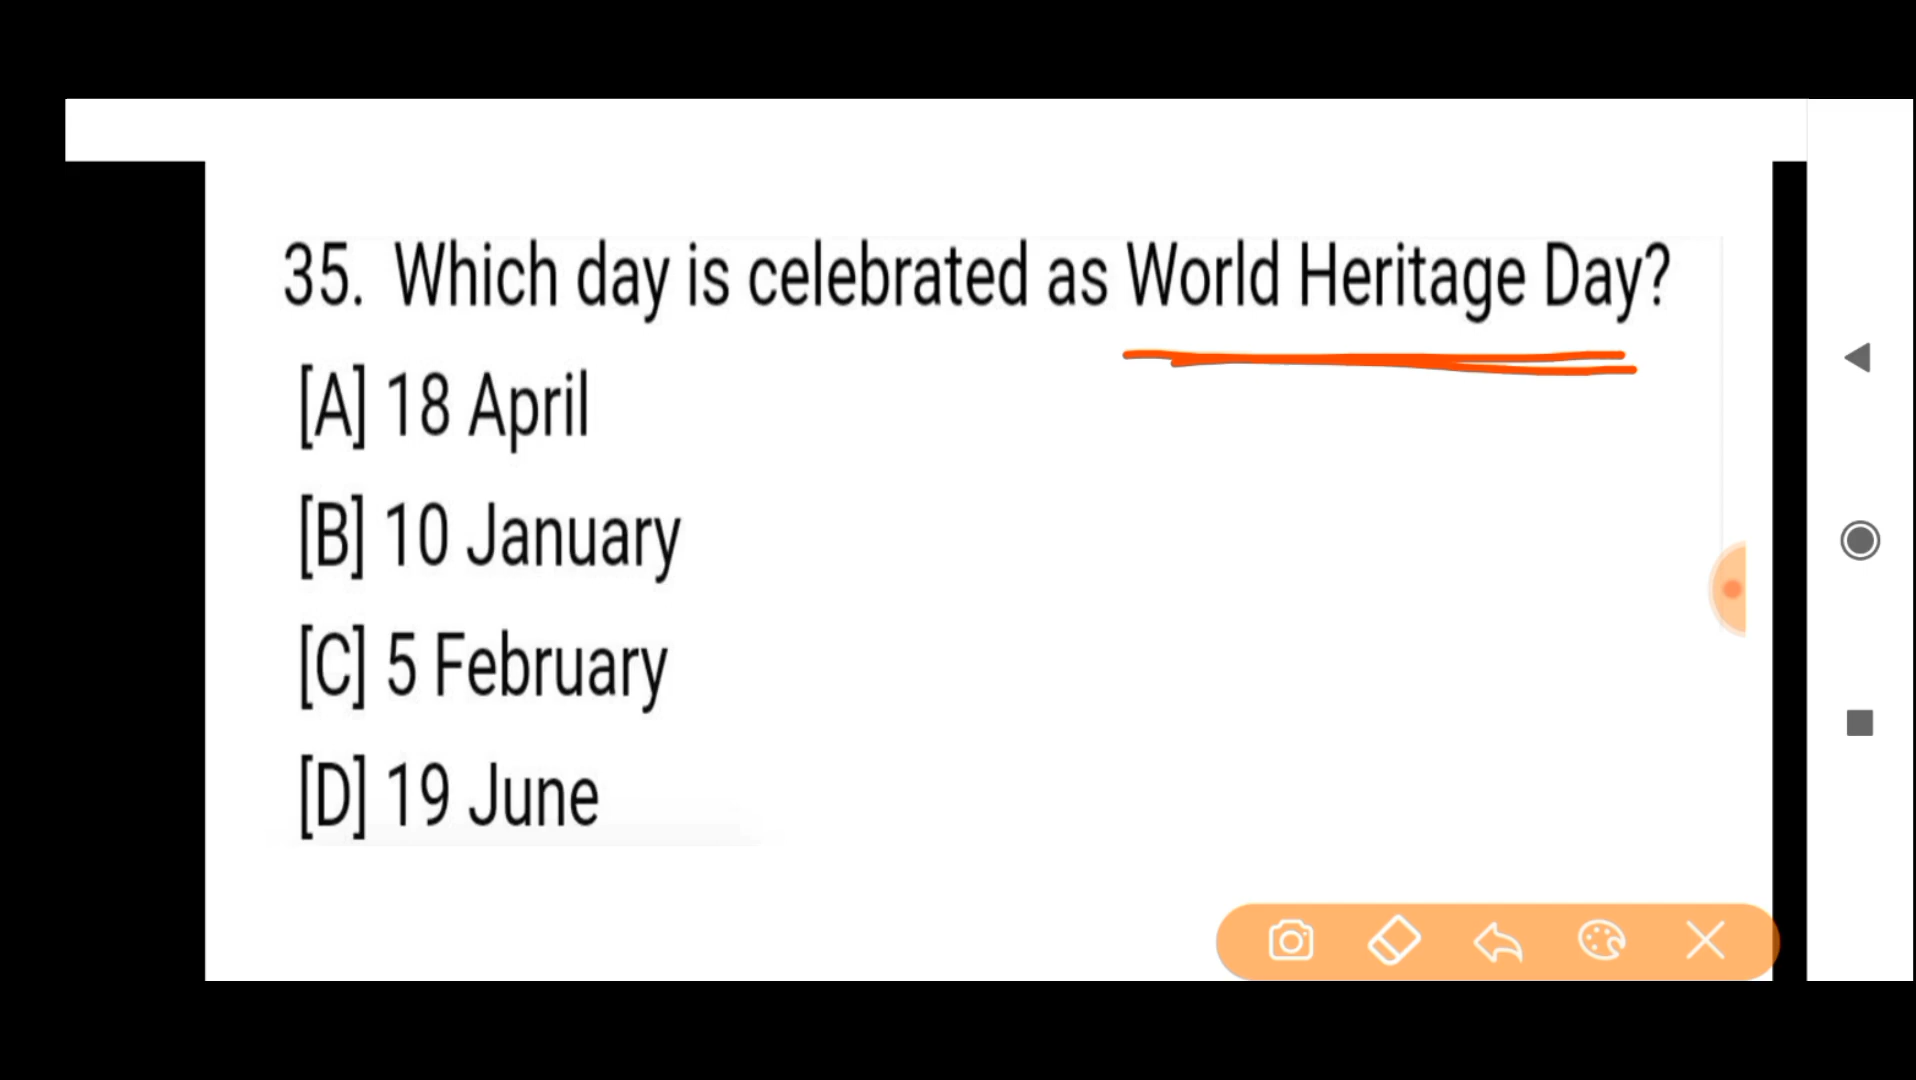 35. Which day is celebrated as World Heritage Day?
[A] 18 April
[B] 10 January
[C] 5 February
[D] 19 June